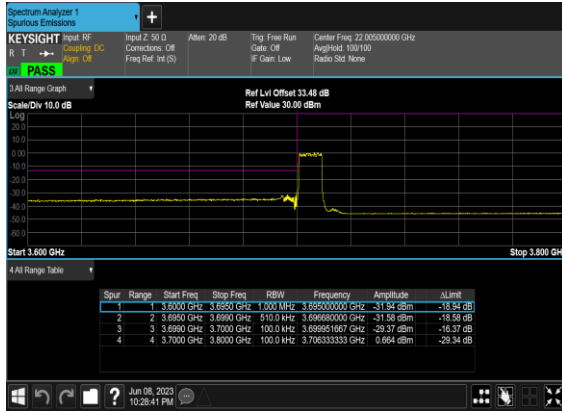 Spectrum Analyzer 1
Spurious Emissions
+
KEYSIGHT Input: RF Input Z: 50 Ω Atten: 20 dB Trig: Free Run Center Freq: 22.005000000 GHz
R T Coupling: DC Corrections: Off Gate: Off Avg|Hold: 100/100
Align: Off Freq Ref: Int (S) IF Gain: Low Radio Std: None
PASS
3 All Range Graph
Ref Lvl Offset 33.48 dB
Scale/Div 10.0 dB Ref Value 30.00 dBm
Log
20.0
10.0
0.00
-10.0
-20.0
-30.0
-40.0
-50.0
-60.0
Start 3.600 GHz Stop 3.800 GH
4 All Range Table
Spur Range Start Freq Stop Freq RBW Frequency Amplitude ΔLimit
1 1 3.6000 GHz 3.6950 GHz 1.000 MHz 3.695000000 GHz -31.94 dBm -18.94 dB
2 2 3.6950 GHz 3.6990 GHz 510.0 kHz 3.696680000 GHz -31.58 dBm -18.58 dB
3 3 3.6990 GHz 3.7000 GHz 100.0 kHz 3.699951667 GHz -29.37 dBm -16.37 dB
4 4 3.7000 GHz 3.8000 GHz 100.0 kHz 3.706333333 GHz 0.664 dBm -29.34 dB
? Jun 08, 2023
10:28:41 PM